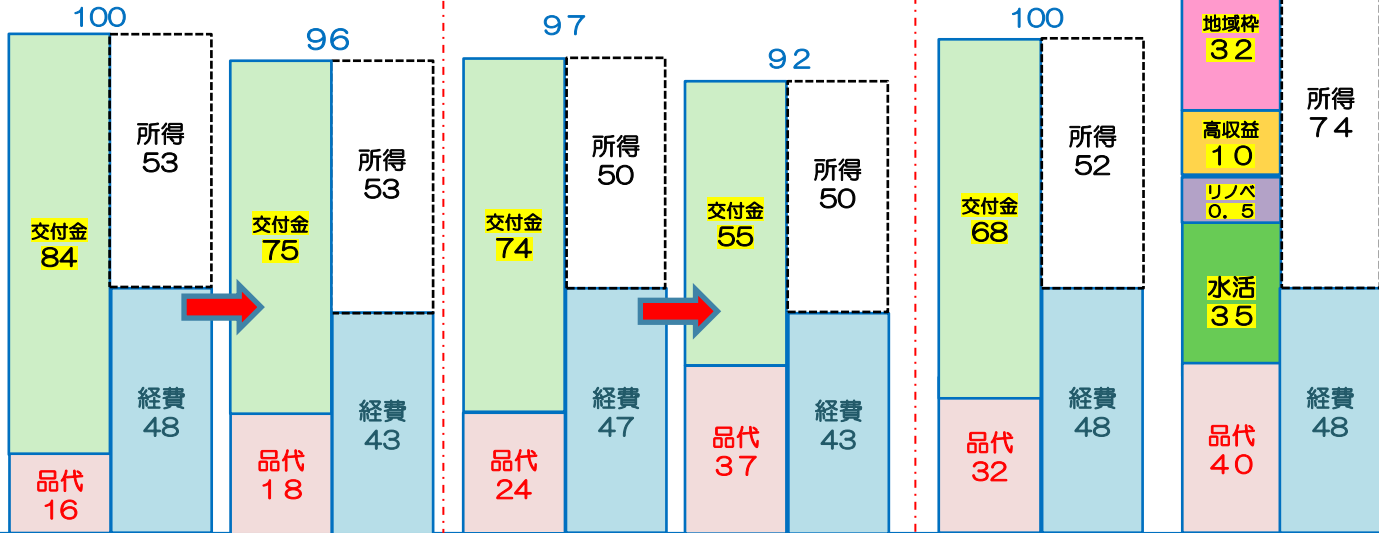 100
所得
53
交付金
84
経費
48
品代
16
96
所得
53
交付金
75
経費
43
品代
18
97
所得
50
交付金
74
経費
47
品代
24
92
所得
50
交付金
55
経費
43
品代
37
100
所得
52
交付金
68
経費
48
品代
32
地域枠
32
高収益
10
リノベ
0.5
水活
35
品代
40
所得
74
経費
48